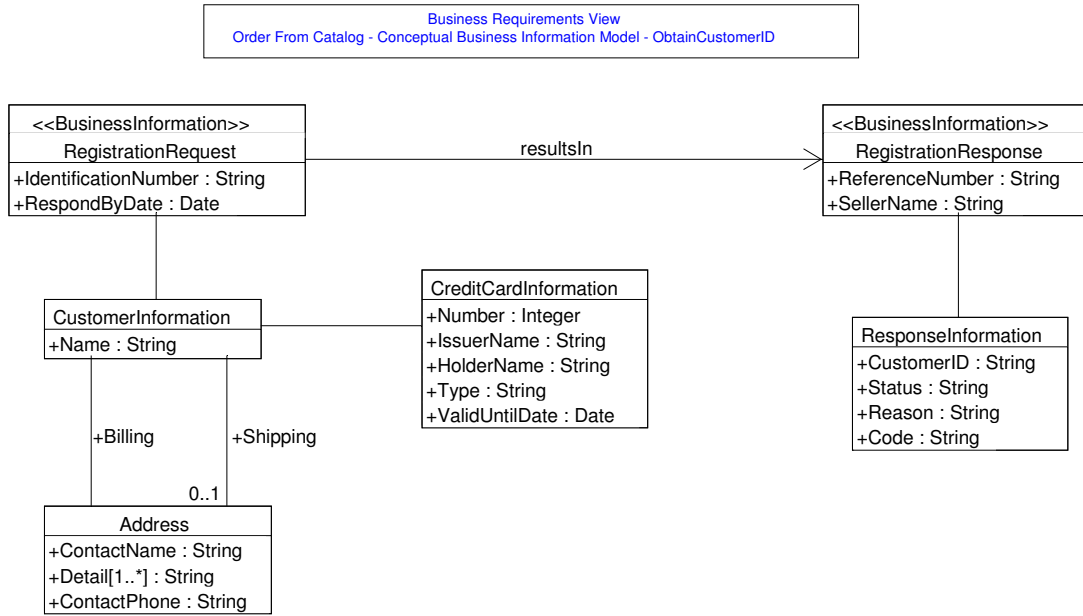 Business Requirements View
Order From Catalog - Conceptual Business Information Model - ObtainCustomerID
<<BusinessInformation>>
RegistrationRequest
+IdentificationNumber : String
+RespondByDate : Date
resultsIn
<<BusinessInformation>>
RegistrationResponse
+ReferenceNumber : String
+SellerName : String
CustomerInformation
+Name : String
CreditCardInformation
+Number : Integer
+IssuerName : String
+HolderName : String
+Type : String
+ValidUntilDate : Date
ResponseInformation
+CustomerID : String
+Status : String
+Reason : String
+Code : String
+Billing
+Shipping
0..1
Address
+ContactName : String
+Detail[1..*] : String
+ContactPhone : String